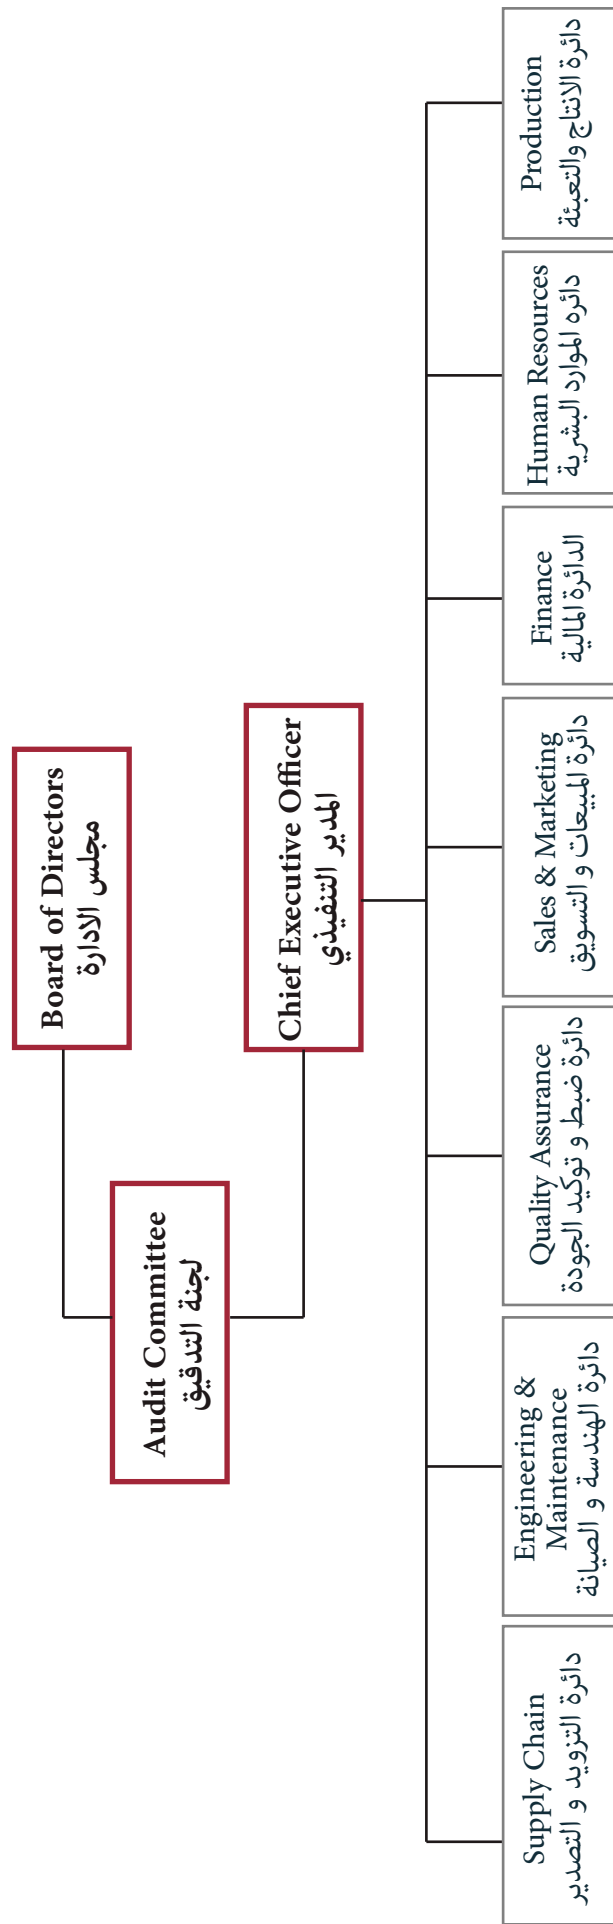 Board of Directors
مجلس الادارة
Audit Committee
لجنة التدقيق
Chief Executive Officer
المدير التنفيذي
Supply Chain
دائرة التزويد و التصدير
Engineering &
Maintenance
دائرة الهندسة و الصيانة
Quality Assurance
دائرة ضبط و توكيد الجودة
Sales & Marketing
دائرة المبيعات و التسويق
Finance
الدائرة المالية
Human Resources
دائره الموارد البشرية
Production
دائرة الانتاج والتعبئة